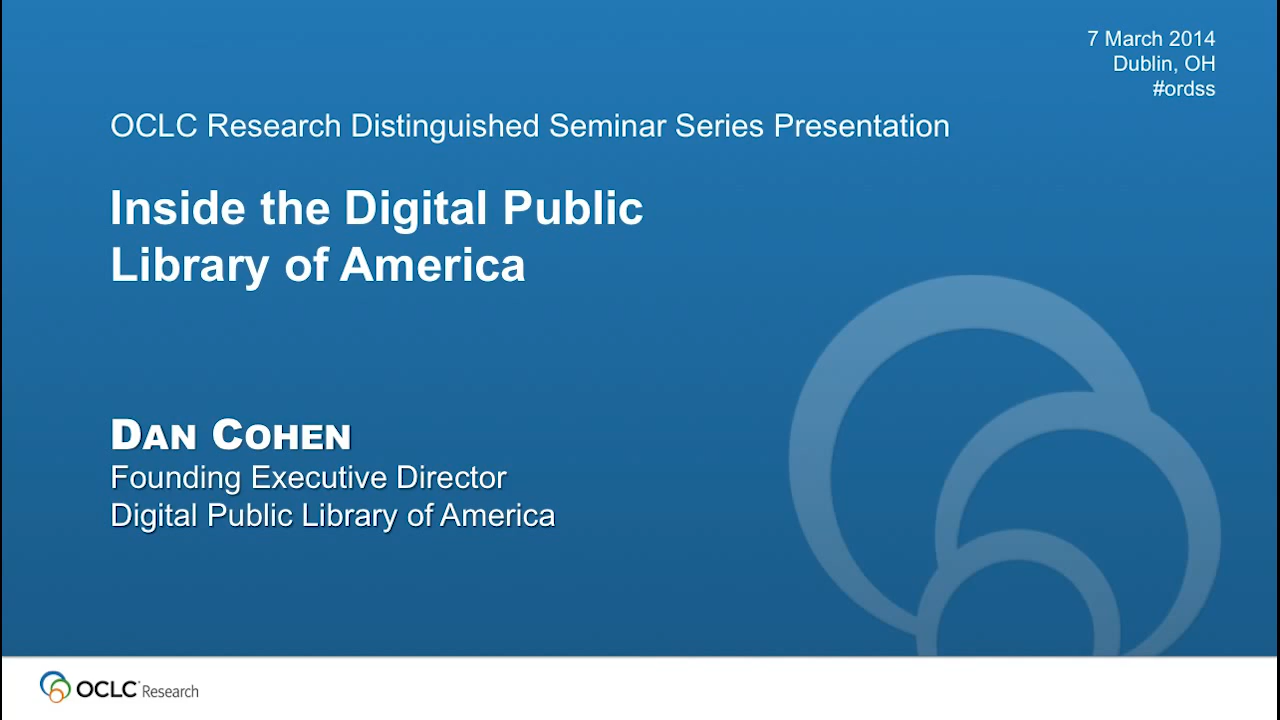 7 March 2014
Dublin, OH
#ordss
OCLC Research Distinguished Seminar Series Presentation
Inside the Digital Public
Library of America
DAN COHEN
Founding Executive Director
Digital Public Library of America
OCLC Research